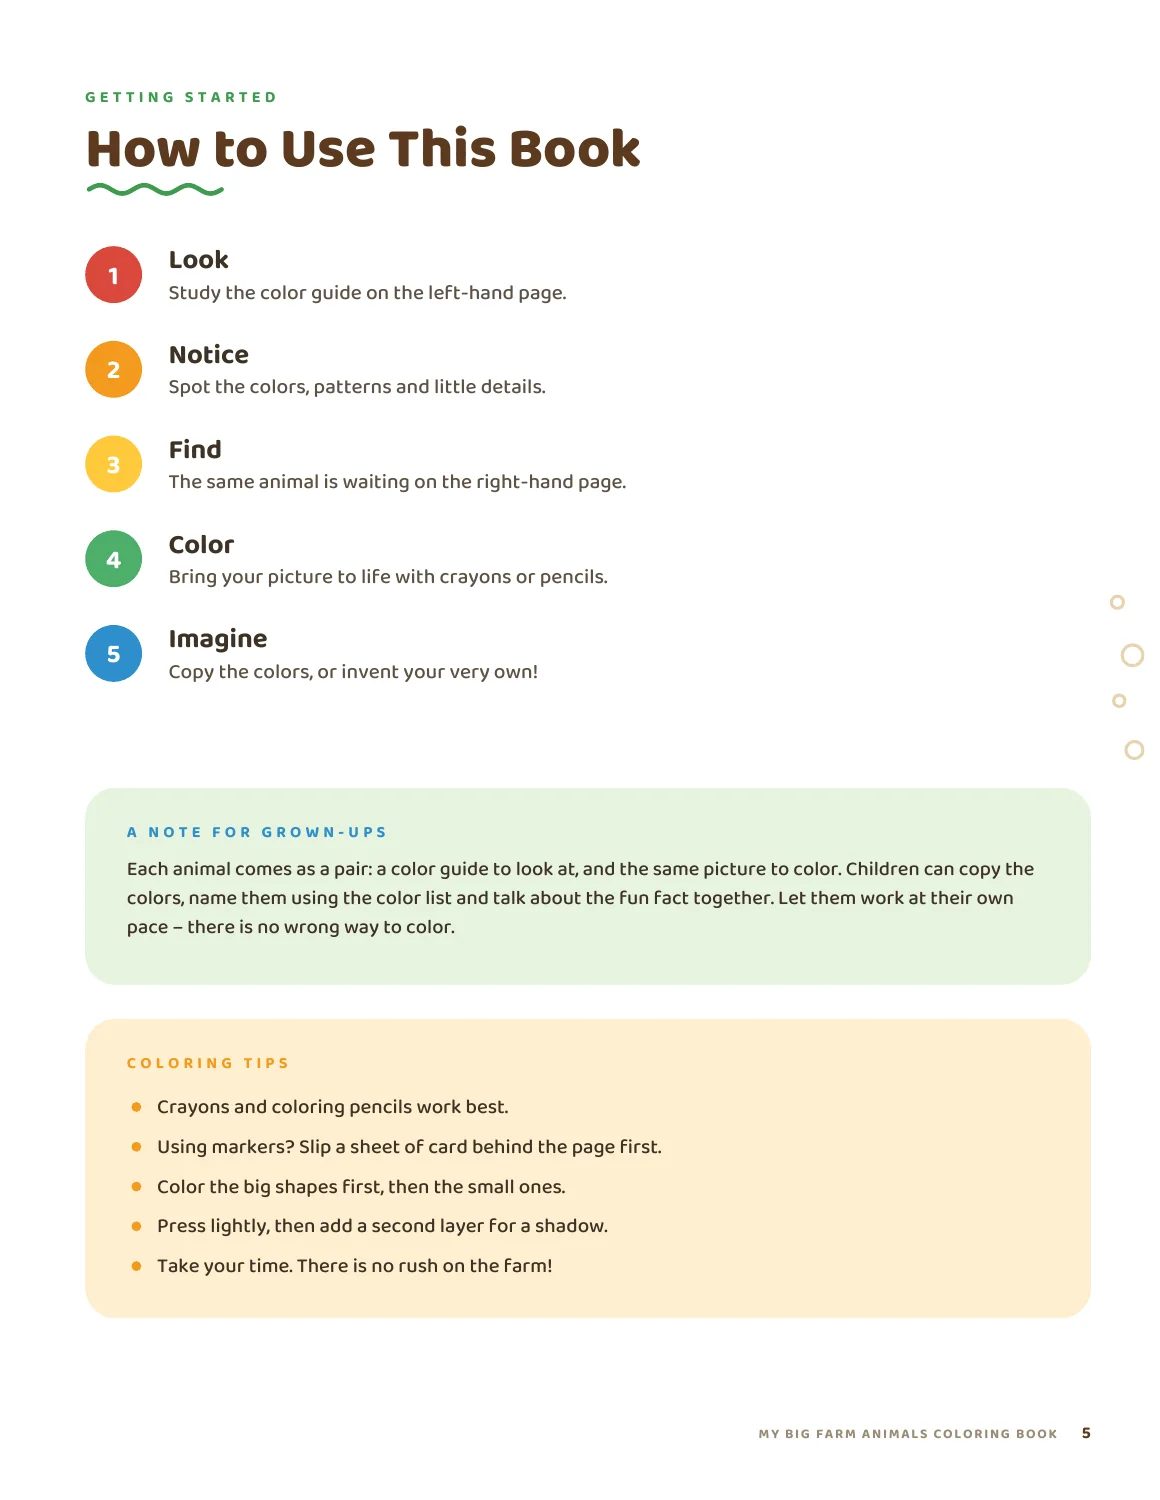 GETTING STARTED
How to Use This Book
1
Look
Study the color guide on the left-hand page.
2
Notice
Spot the colors, patterns and little details.
3
Find
The same animal is waiting on the right-hand page.
4
Color
Bring your picture to life with crayons or pencils.
5
Imagine
Copy the colors, or invent your very own!
A NOTE FOR GROWN-UPS
Each animal comes as a pair: a color guide to look at, and the same picture to color. Children can copy the
colors, name them using the color list and talk about the fun fact together. Let them work at their own
pace – there is no wrong way to color.
COLORING TIPS
Crayons and coloring pencils work best.
Using markers? Slip a sheet of card behind the page first.
Color the big shapes first, then the small ones.
Press lightly, then add a second layer for a shadow.
Take your time. There is no rush on the farm!
MY BIG FARM ANIMALS COLORING BOOK 5